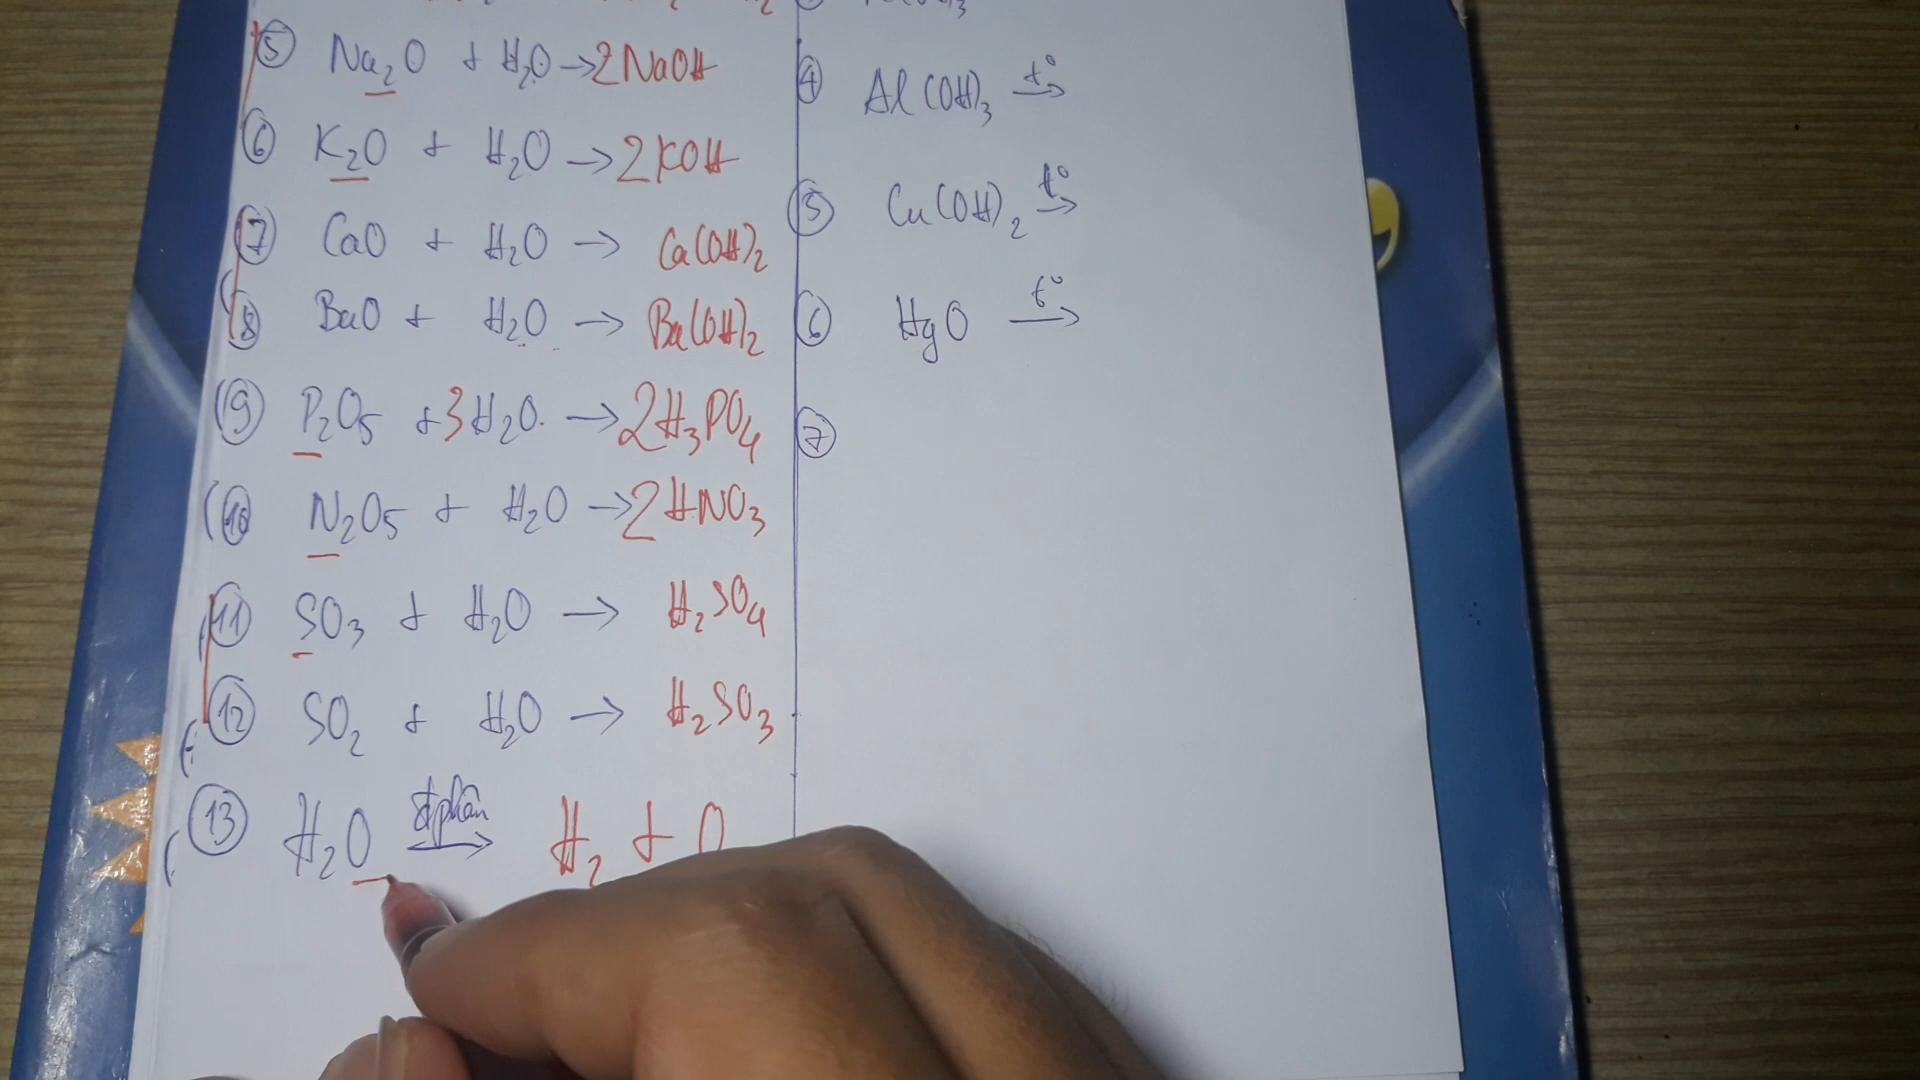 ⑤ Na₂O + H₂O → 2NaOH
⑥ K₂O + H₂O → 2KOH
⑦ CaO + H₂O → Ca(OH)₂
⑧ BaO + H₂O → Ba(OH)₂
⑨ P₂O₅ + 3H₂O → 2H₃PO₄
⑩ N₂O₅ + H₂O → 2HNO₃
⑪ SO₃ + H₂O → H₂SO₄
⑫ SO₂ + H₂O → H₂SO₃
⑬ H₂O đphân → H₂ + O
④ Al(OH)₃ t° →
⑤ Cu(OH)₂ t° →
⑥ HgO t° →
⑦